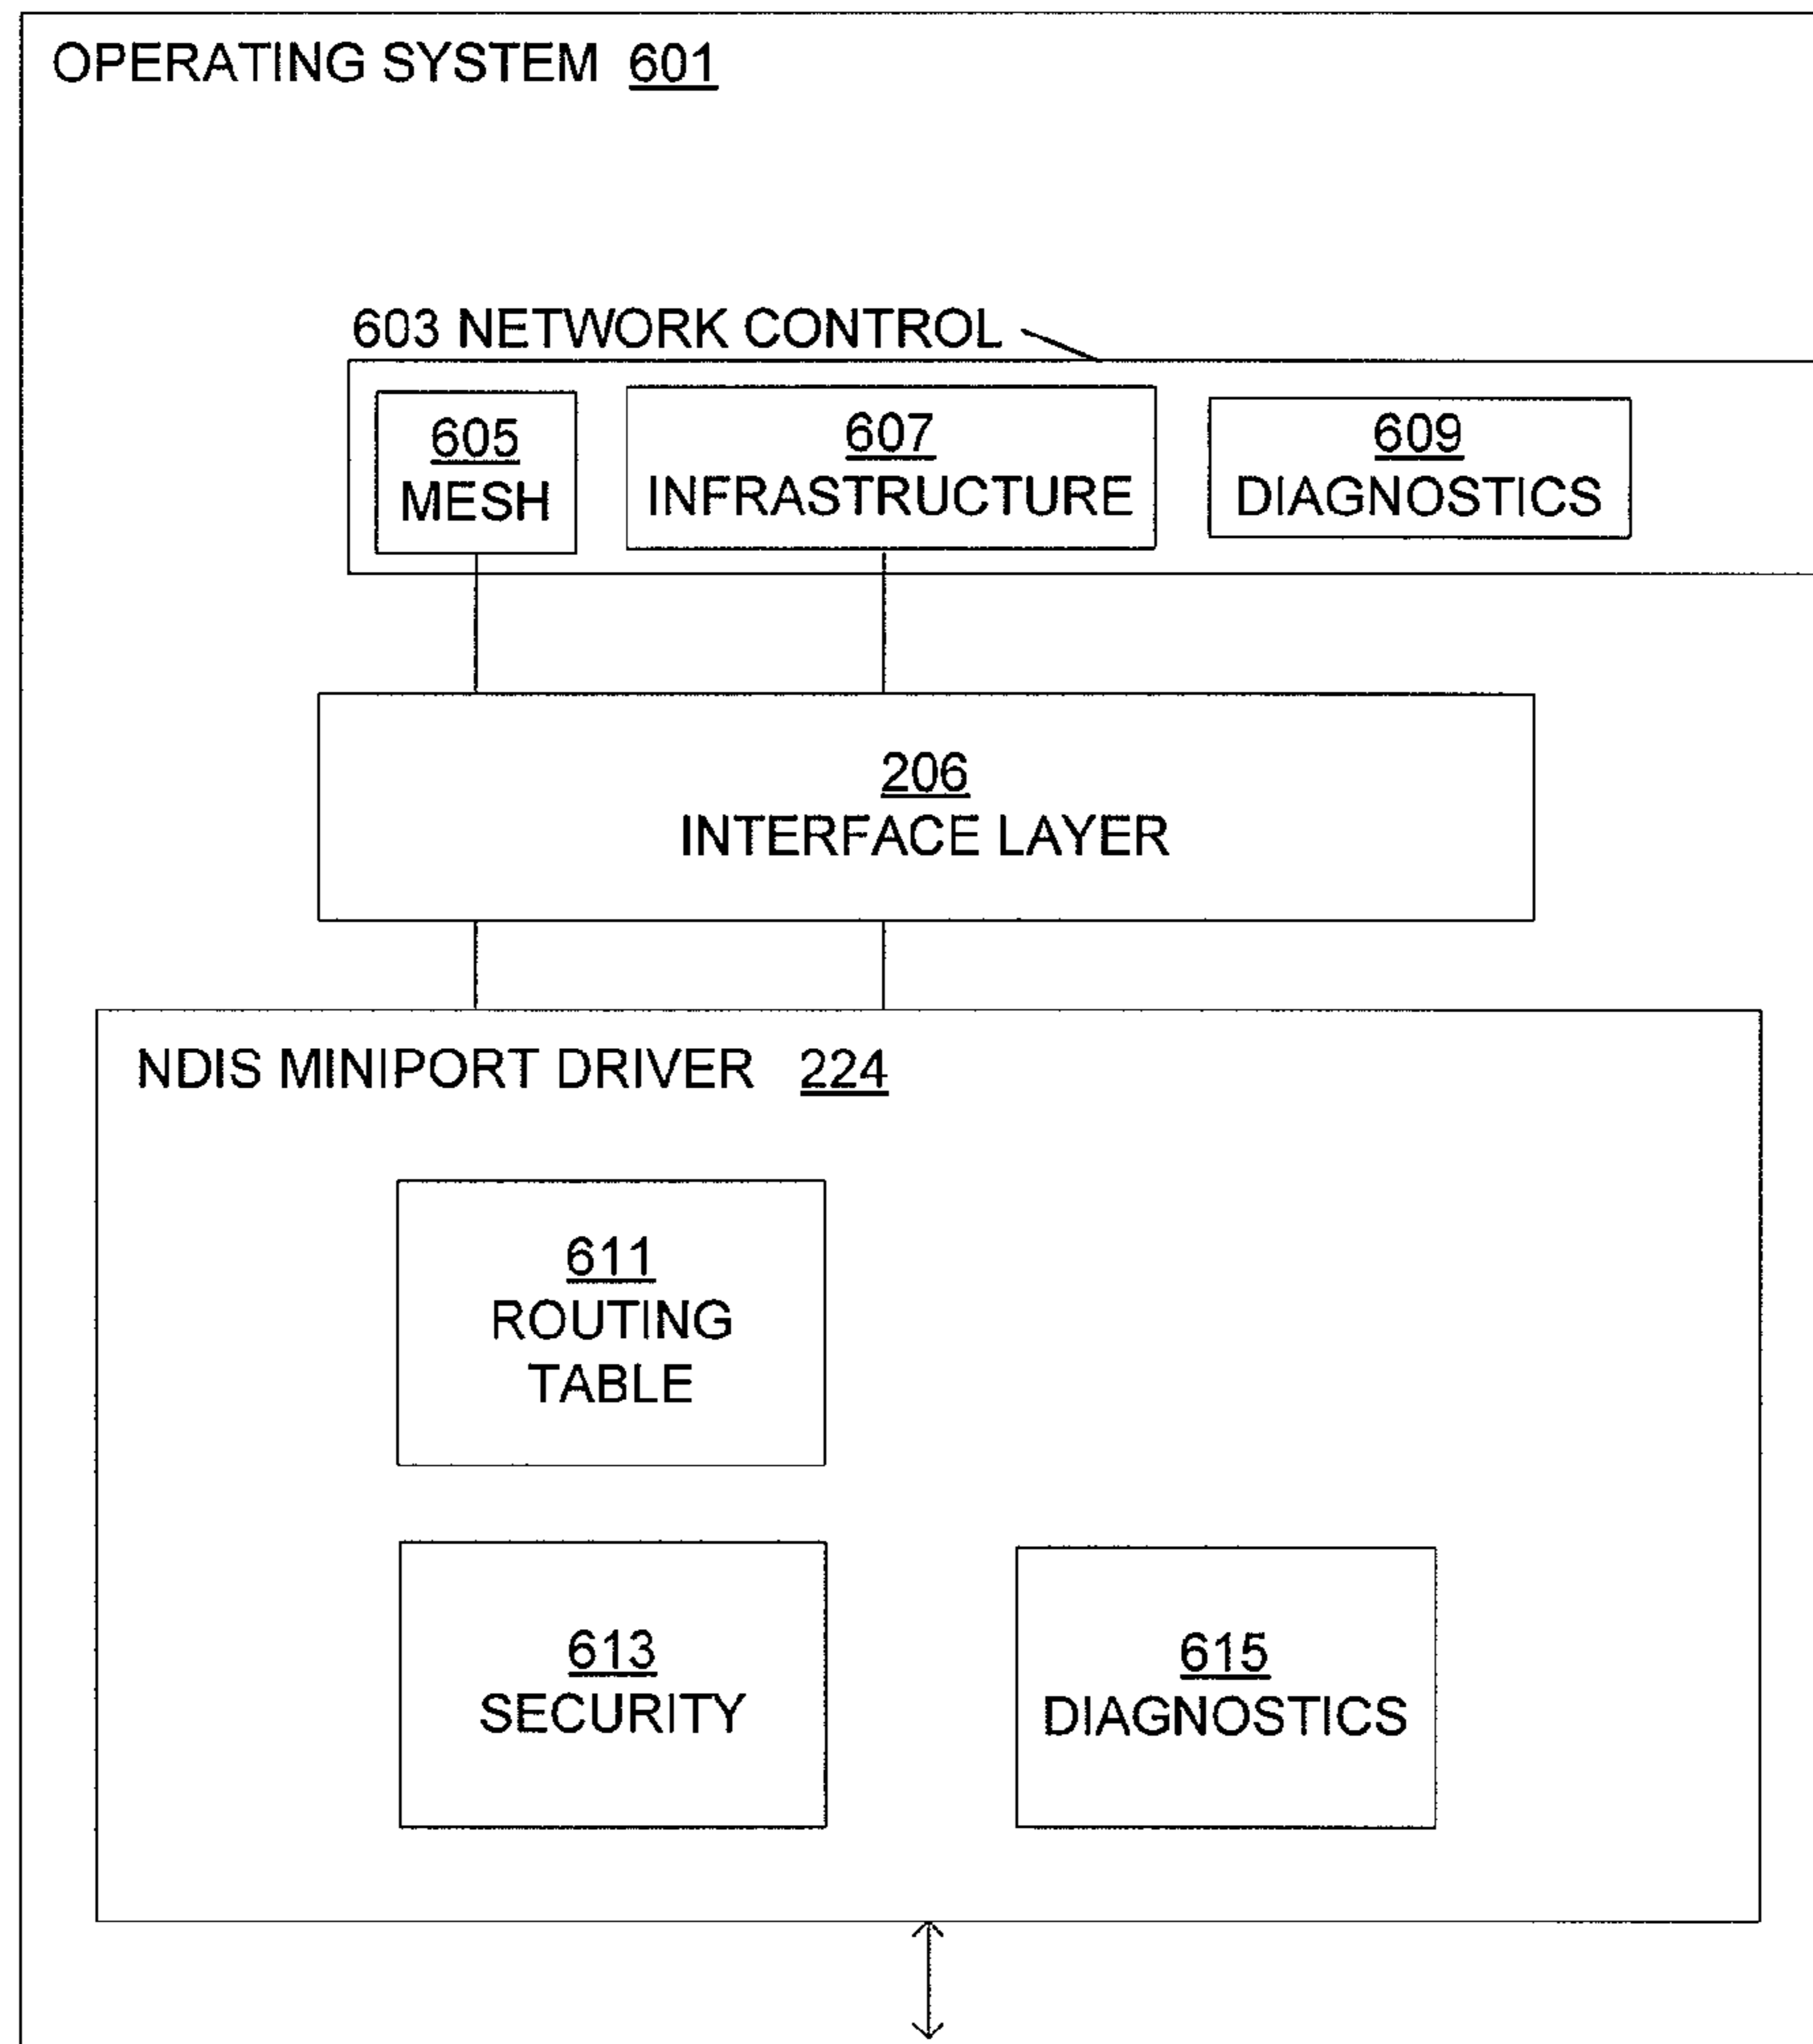 OPERATING SYSTEM 601
603 NETWORK CONTROL
605
MESH
607
INFRASTRUCTURE
609
DIAGNOSTICS
206
INTERFACE LAYER
NDIS MINIPORT DRIVER 224
611
ROUTING
TABLE
613
SECURITY
615
DIAGNOSTICS